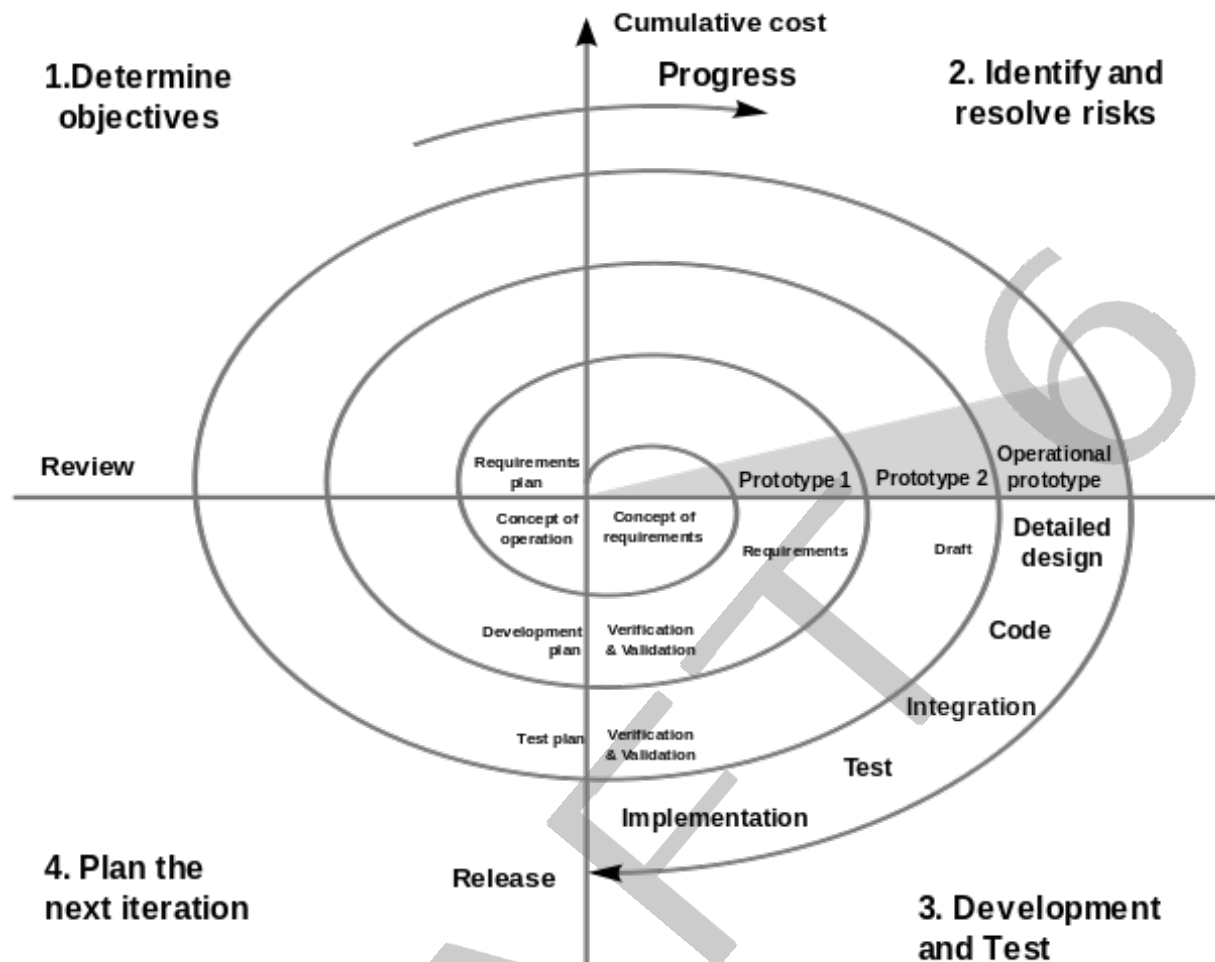 Cumulative cost
Progress
1.Determine
objectives
2. Identify and
resolve risks
Review
Requirements
plan
Prototype 1
Prototype 2
Operational
prototype
Concept of
operation
Concept of
requirements
Requirements
Draft
Detailed
design
Development
plan
Verification
& Validation
Code
Test plan
Verification
& Validation
Integration
Test
Implementation
Release
4. Plan the
next iteration
3. Development
and Test